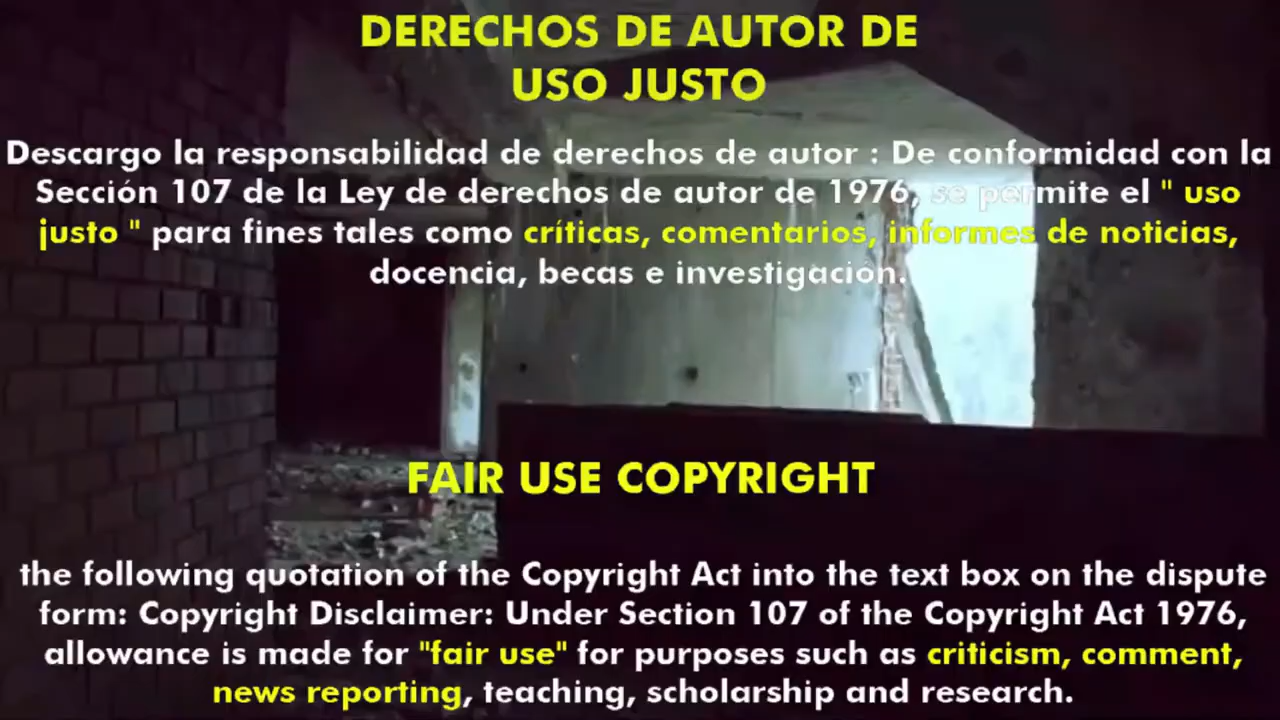 DERECHOS DE AUTOR DE
USO JUSTO
Descargo la responsabilidad de derechos de autor : De conformidad con la
Sección 107 de la Ley de derechos de autor de 1976, se permite el " uso
justo " para fines tales como críticas, comentarios, informes de noticias,
docencia, becas e investigación.
FAIR USE COPYRIGHT
the following quotation of the Copyright Act into the text box on the dispute
form: Copyright Disclaimer: Under Section 107 of the Copyright Act 1976,
allowance is made for "fair use" for purposes such as criticism, comment,
news reporting, teaching, scholarship and research.